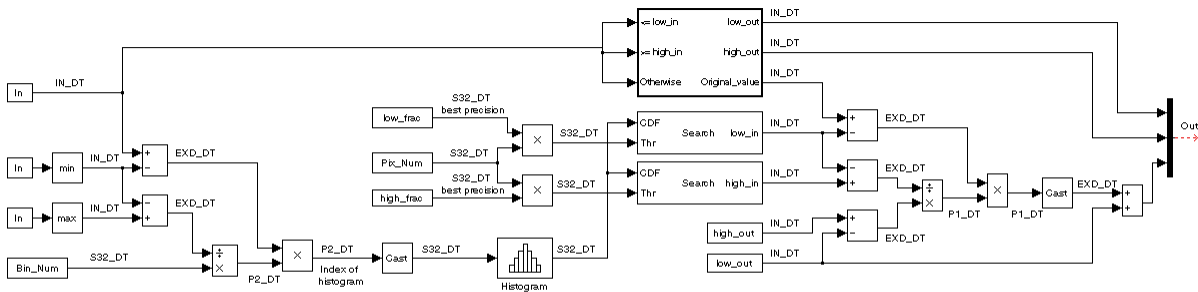 <= low_in low_out IN_DT
>= high_in high_out IN_DT
Otherwise Original_value IN_DT
In IN_DT
low_frac S32_DT
best precision
CDF Search low_in IN_DT
Thr
EXD_DT
Out
S32_DT
Pix_Num S32_DT
In min IN_DT EXD_DT
CDF Search high_in IN_DT
Thr
EXD_DT
high_frac S32_DT
best precision
S32_DT
P1_DT
P1_DT
Cast EXD_DT
In max IN_DT EXD_DT
high_out IN_DT
EXD_DT
low_out IN_DT
Bin_Num S32_DT
P2_DT
P2_DT
Index of
histogram
Cast S32_DT
S32_DT
Histogram